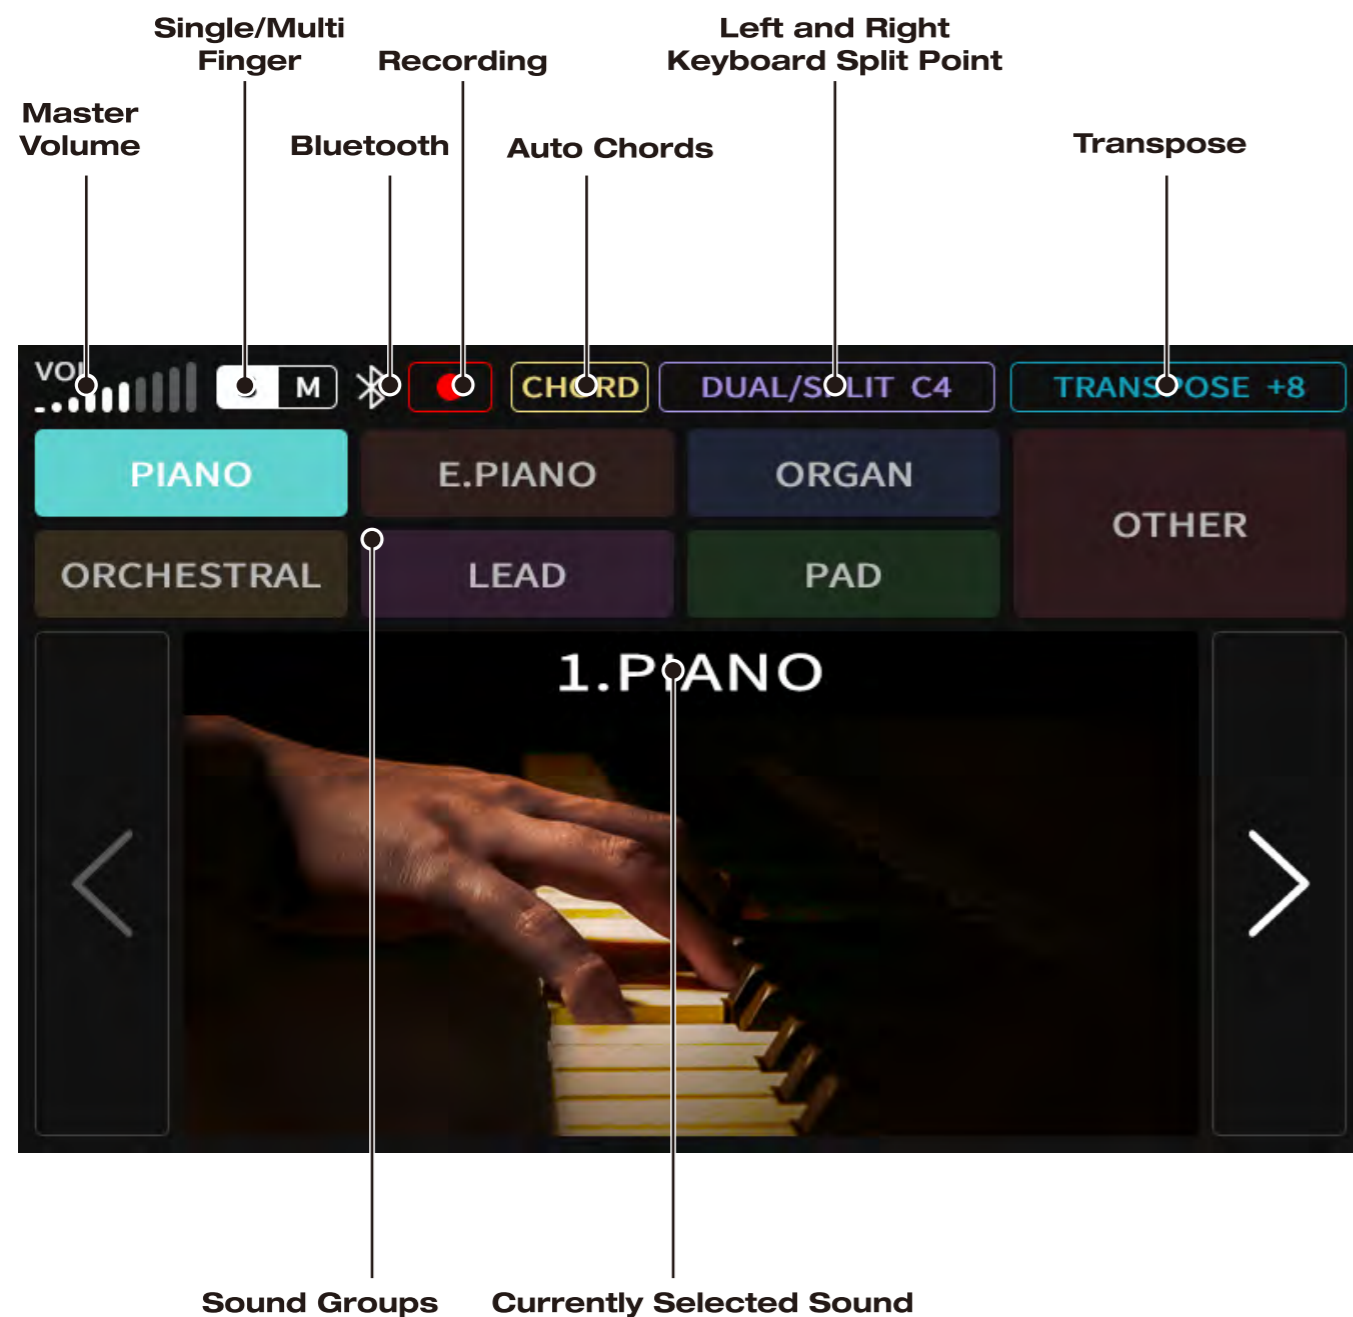 Single/Multi
Finger
Recording
Left and Right
Keyboard Split Point
Master
Volume
Bluetooth
Auto Chords
Transpose
VOL
S M
CHORD
DUAL/SPLIT C4
TRANSPOSE +8
PIANO
E.PIANO
ORGAN
OTHER
ORCHESTRAL
LEAD
PAD
1.PIANO
Sound Groups
Currently Selected Sound